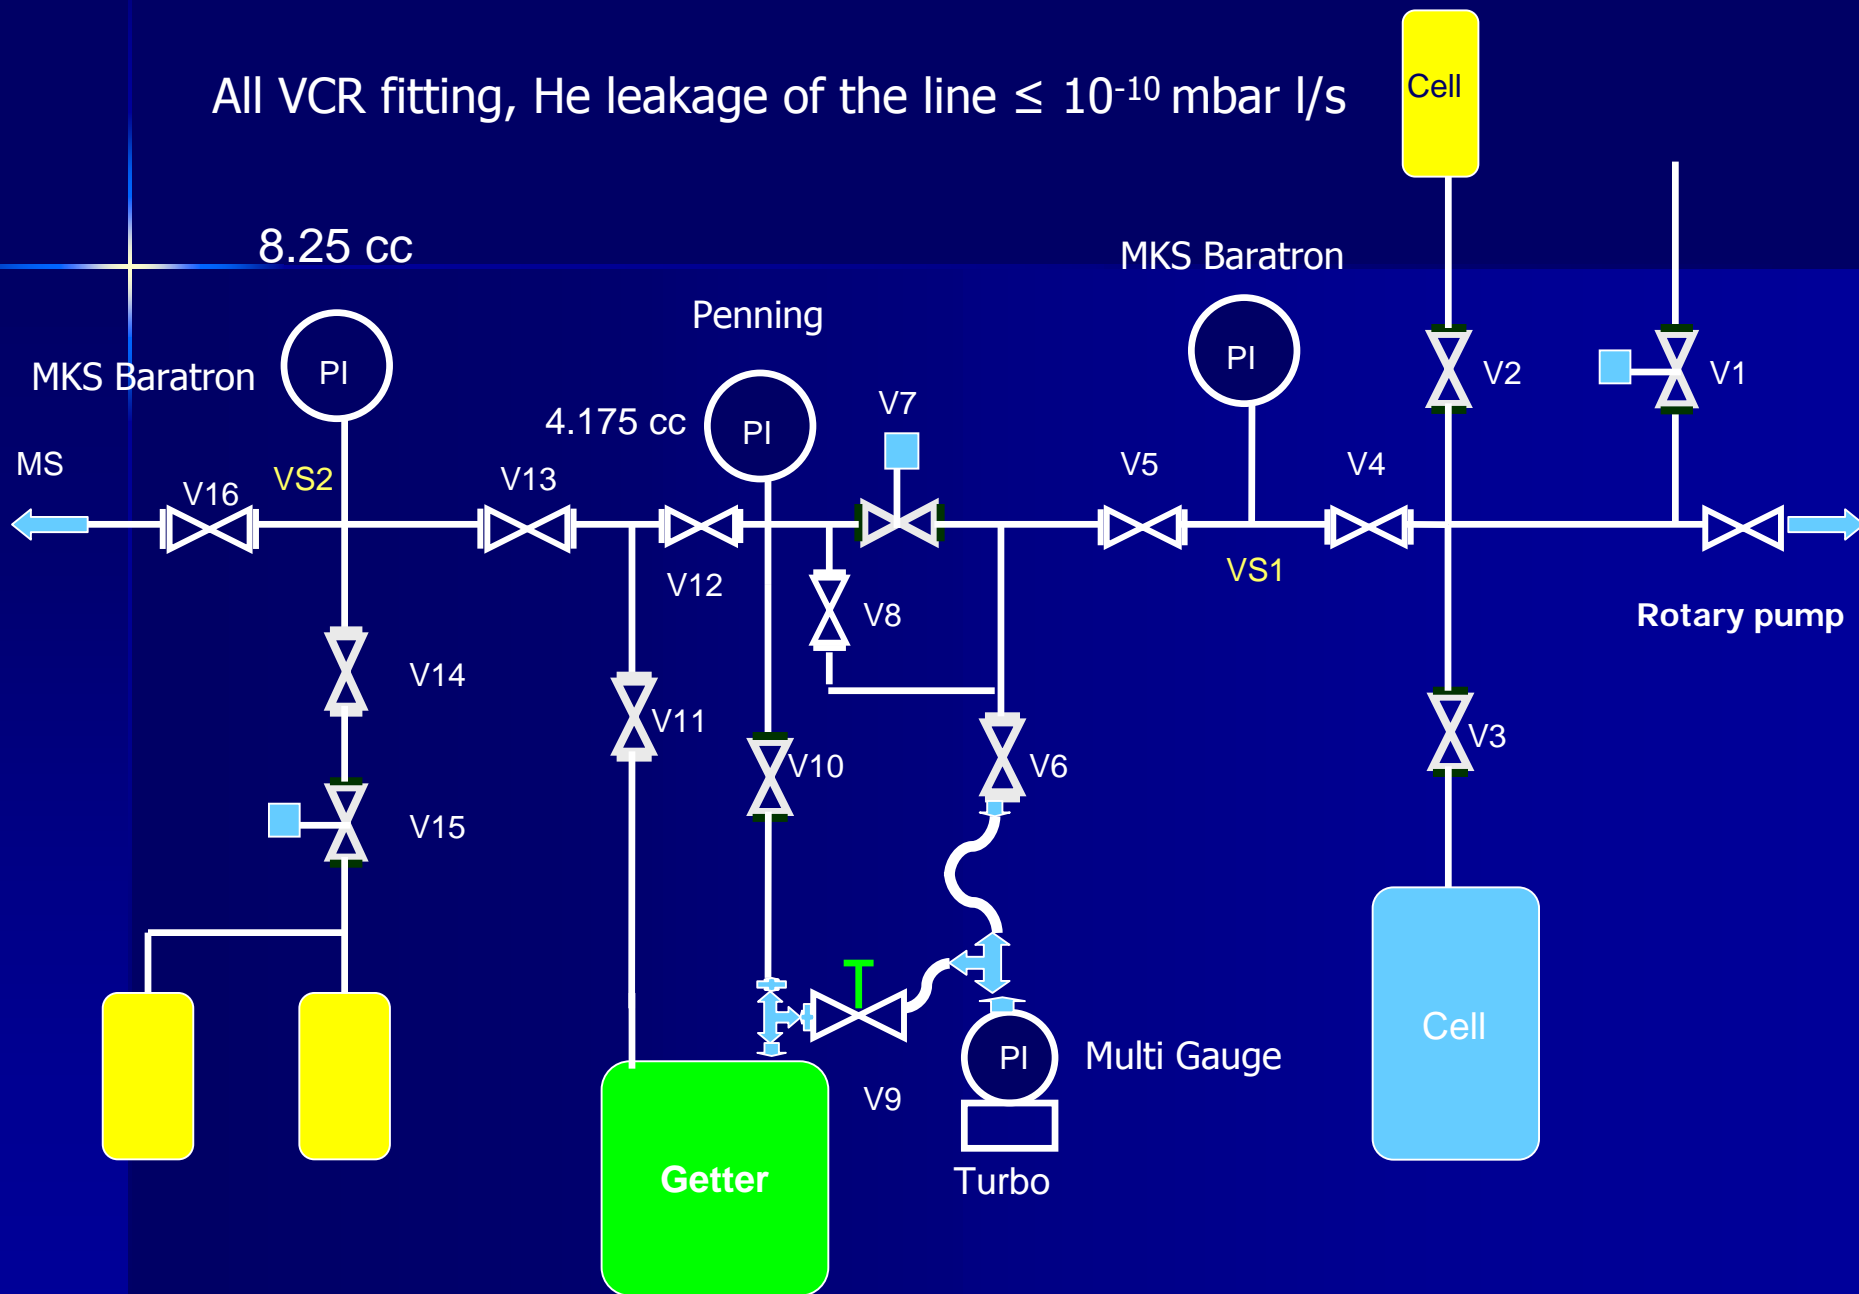 All VCR fitting, He leakage of the line ≤ 10-10 mbar l/s
Cell
8.25 cc
MKS Baratron
Penning
MKS Baratron
PI
PI
V2
V1
V7
4.175 cc
PI
MS
V16
VS2
V13
V5
V4
V12
VS1
V8
Rotary pump
V14
V11
V10
V6
V3
V15
Cell
PI
Multi Gauge
V9
Getter
Turbo